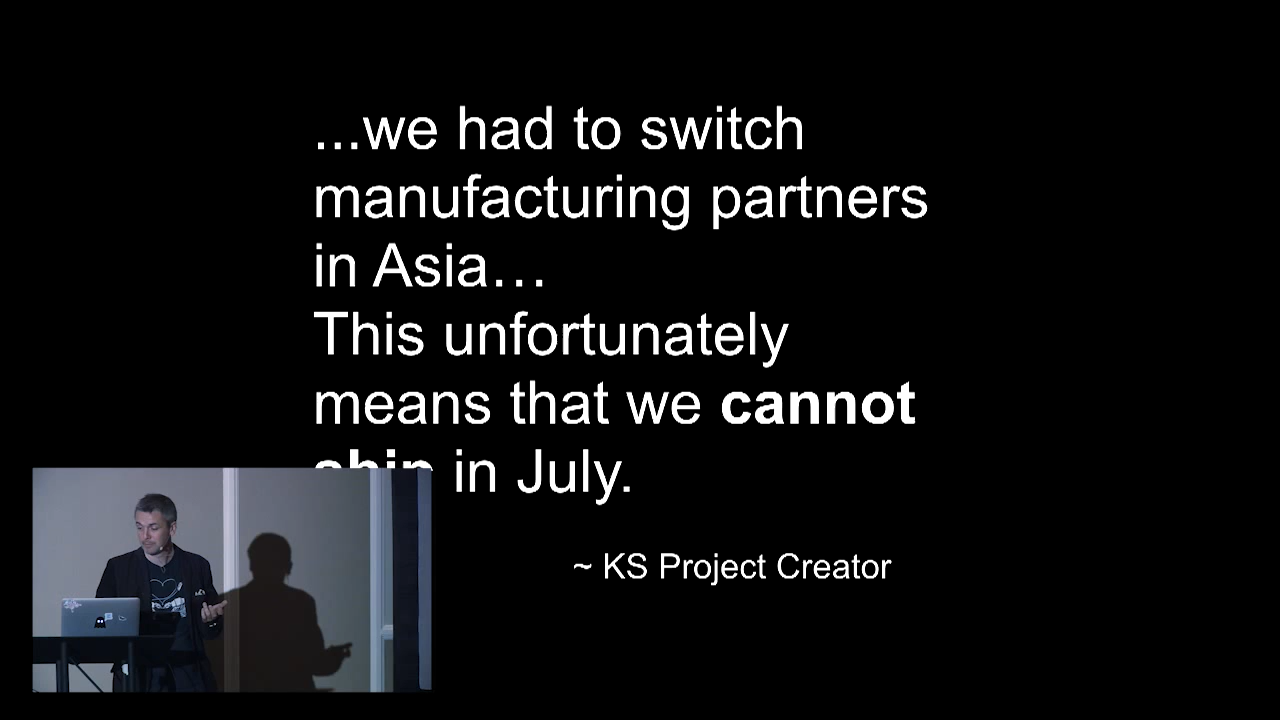 ...we had to switch
manufacturing partners
in Asia…
This unfortunately
means that we cannot
ship in July.
~ KS Project Creator